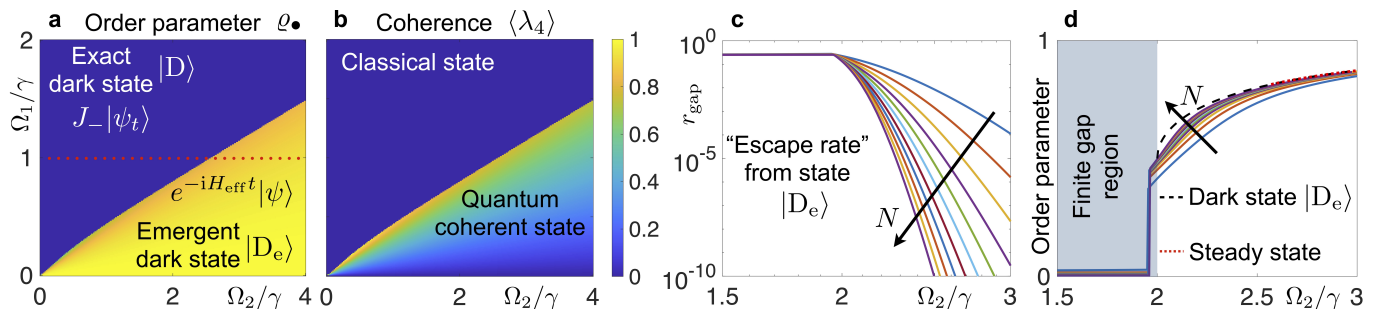 a Order parameter ϱ●
2
1
0
Ω₁/γ
Exact
dark state |D⟩
J₋|ψₜ⟩
e^{-iH_eff t}|ψ⟩
Emergent
dark state |Dₑ⟩
0 2 4
Ω₂/γ
b Coherence ⟨λ₄⟩
Classical state
Quantum
coherent state
0 2 4
Ω₂/γ
1
0.8
0.6
0.4
0.2
0
c
10⁰
10⁻⁵
10⁻¹⁰
r_gap
"Escape rate"
from state
|Dₑ⟩
N
1.5 2 3
Ω₂/γ
d
1
0
Order parameter
Finite gap
region
N
Dark state |Dₑ⟩
Steady state
1.5 2 2.5 3
Ω₂/γ